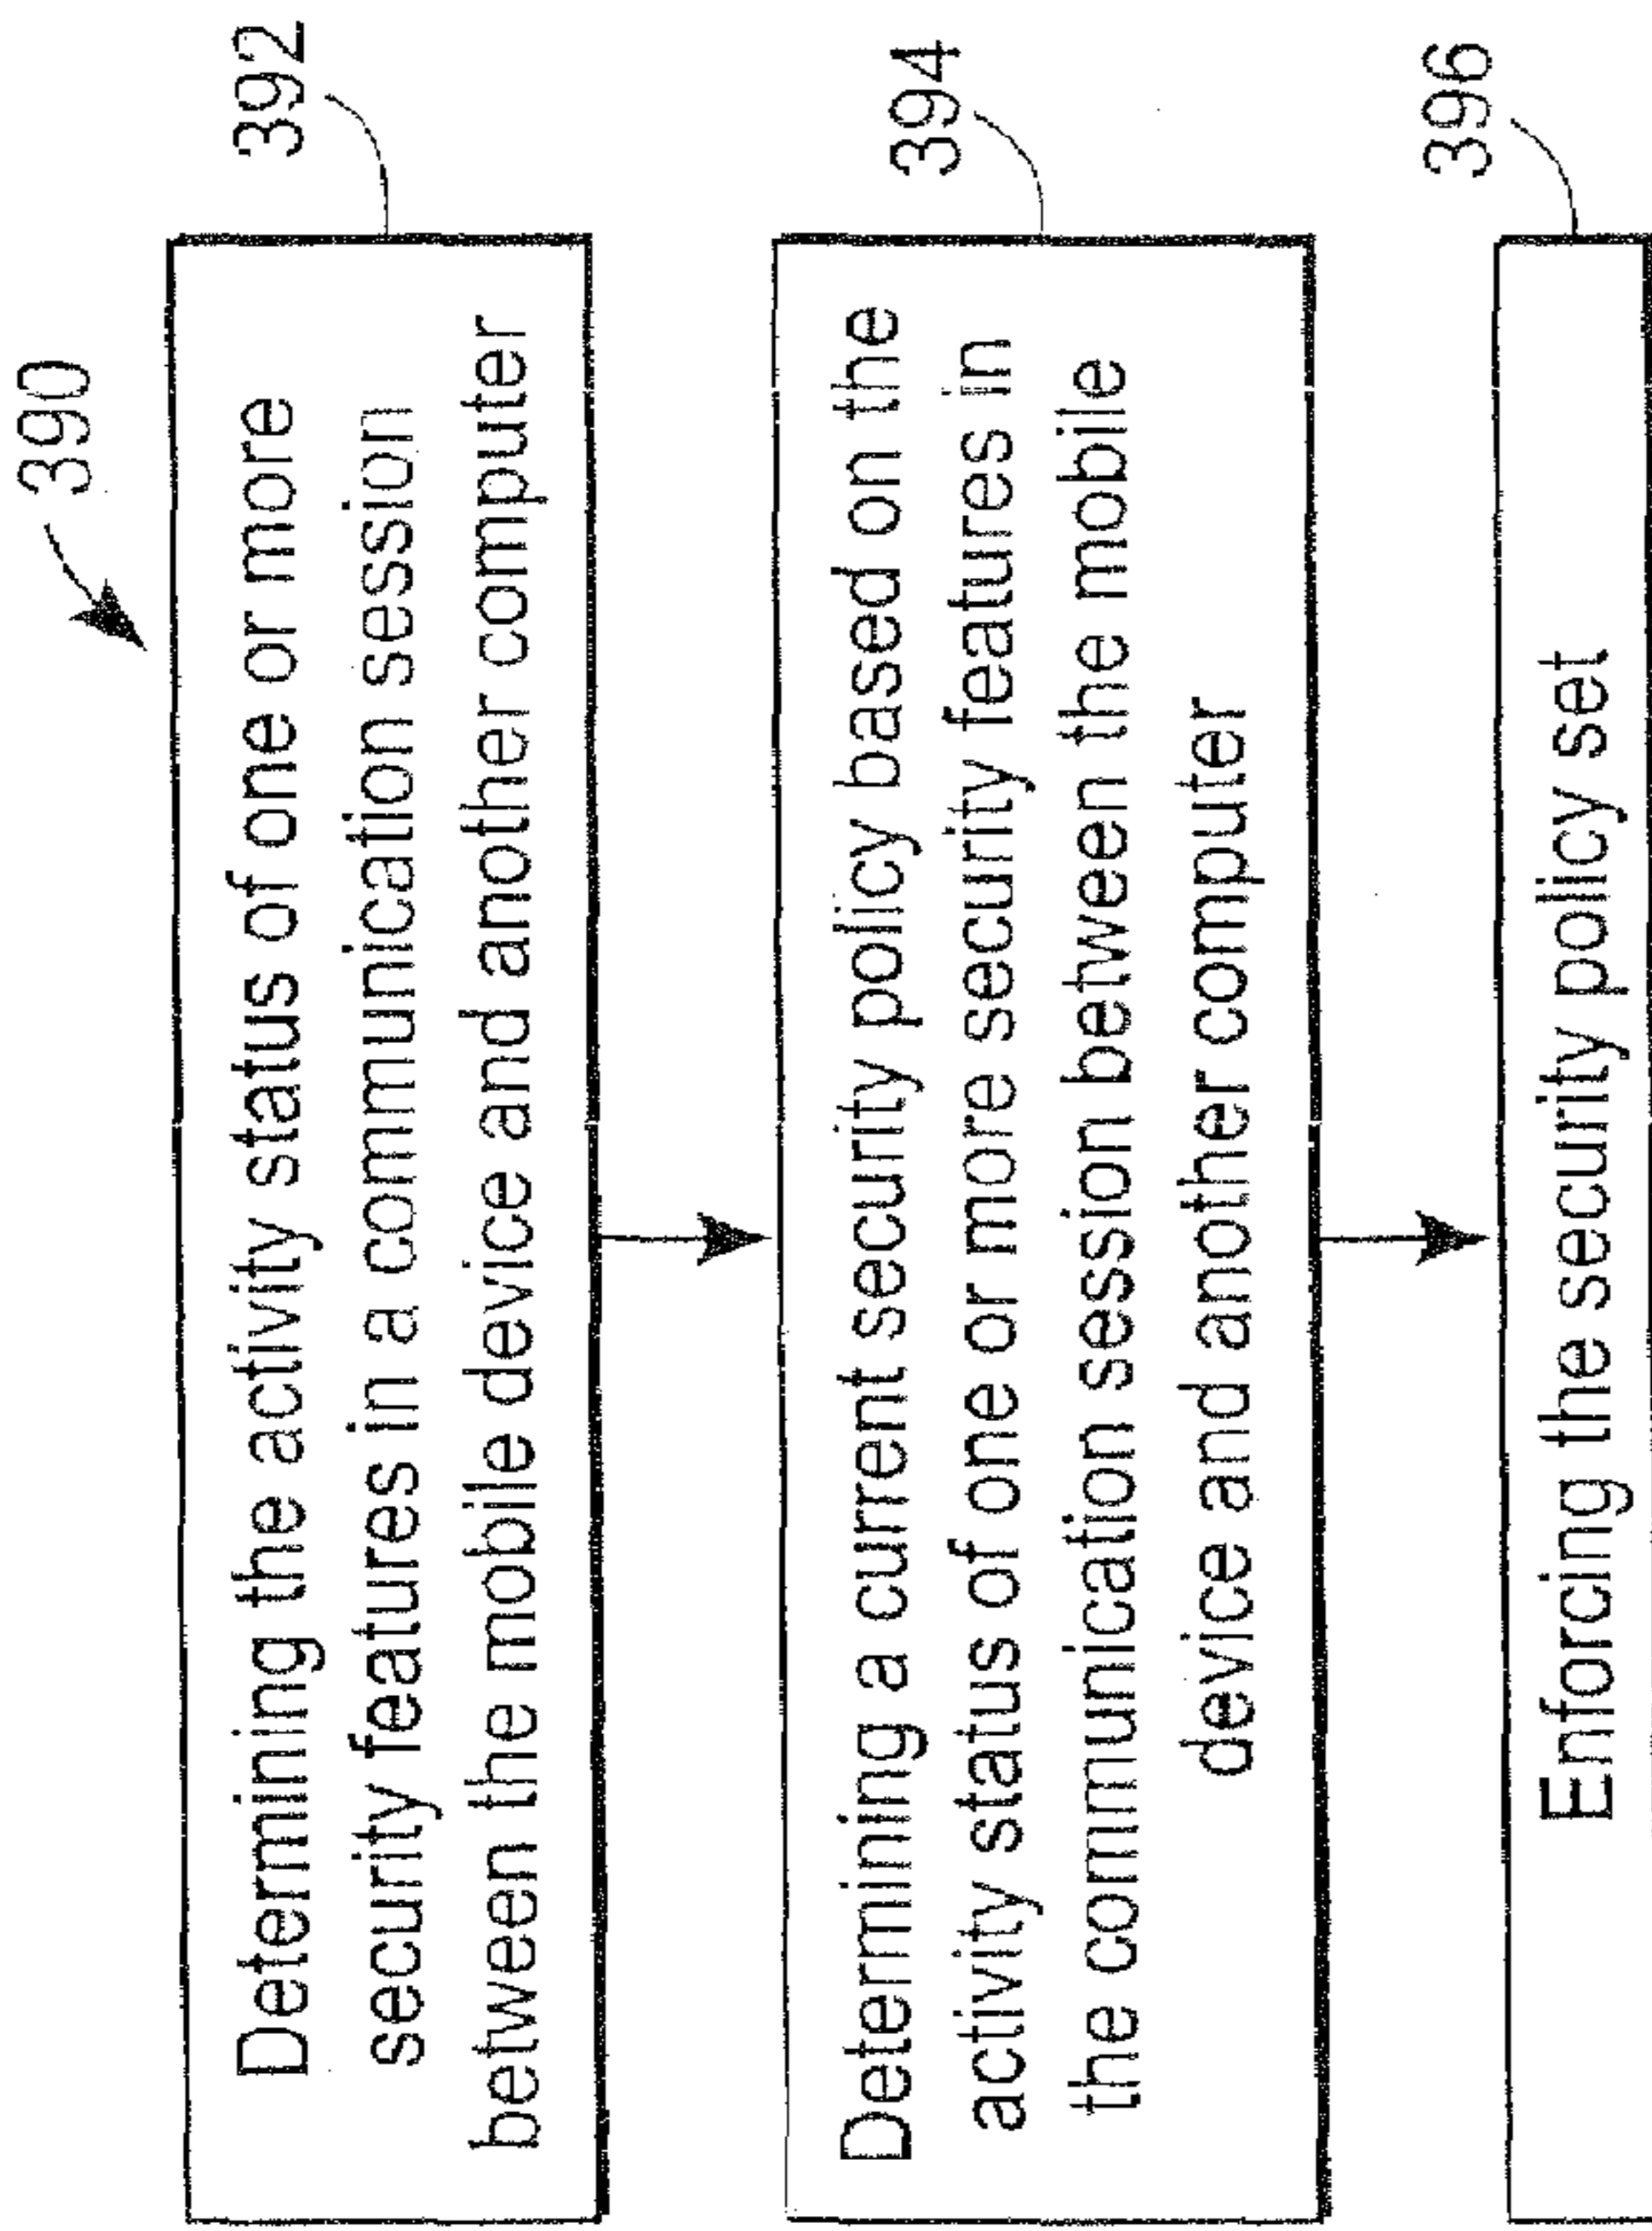 390
392
Determining the activity status of one or more
security features in a communication session
between the mobile device and another computer
394
Determining a current security policy based on the
activity status of one or more security features in
the communication session between the mobile
device and another computer
396
Enforcing the security policy set